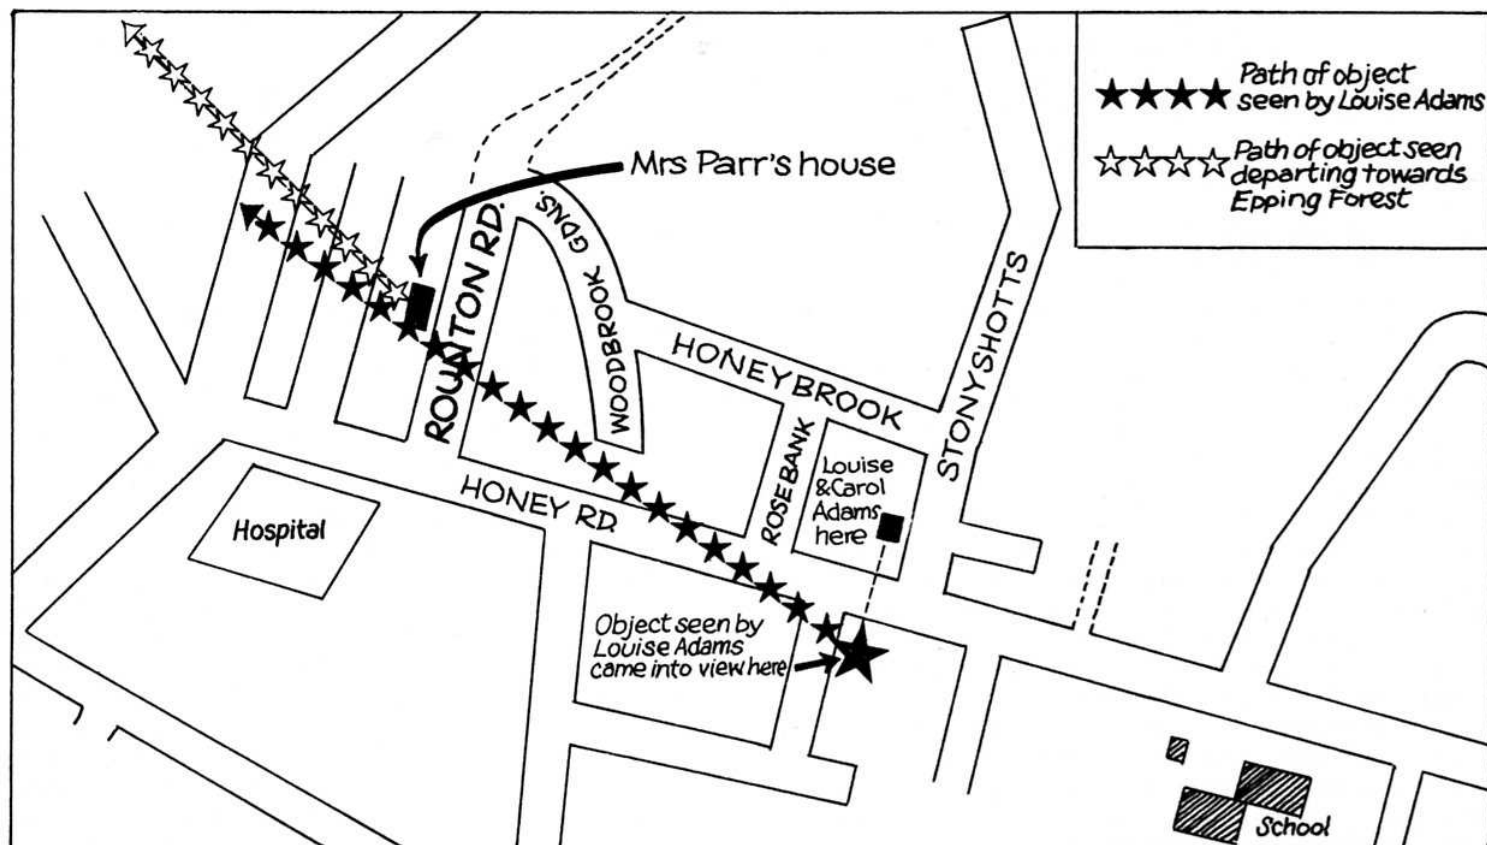 Path of object
seen by Louise Adams
Path of object seen
departing towards
Epping Forest
Mrs Parr's house
ROUNTON RD.
WOODBROOK GDNS.
HONEYBROOK
STONYSHOTTS
ROSEBANK
Louise
&Carol
Adams
here
HONEY RD.
Hospital
Object seen by
Louise Adams
came into view here
School